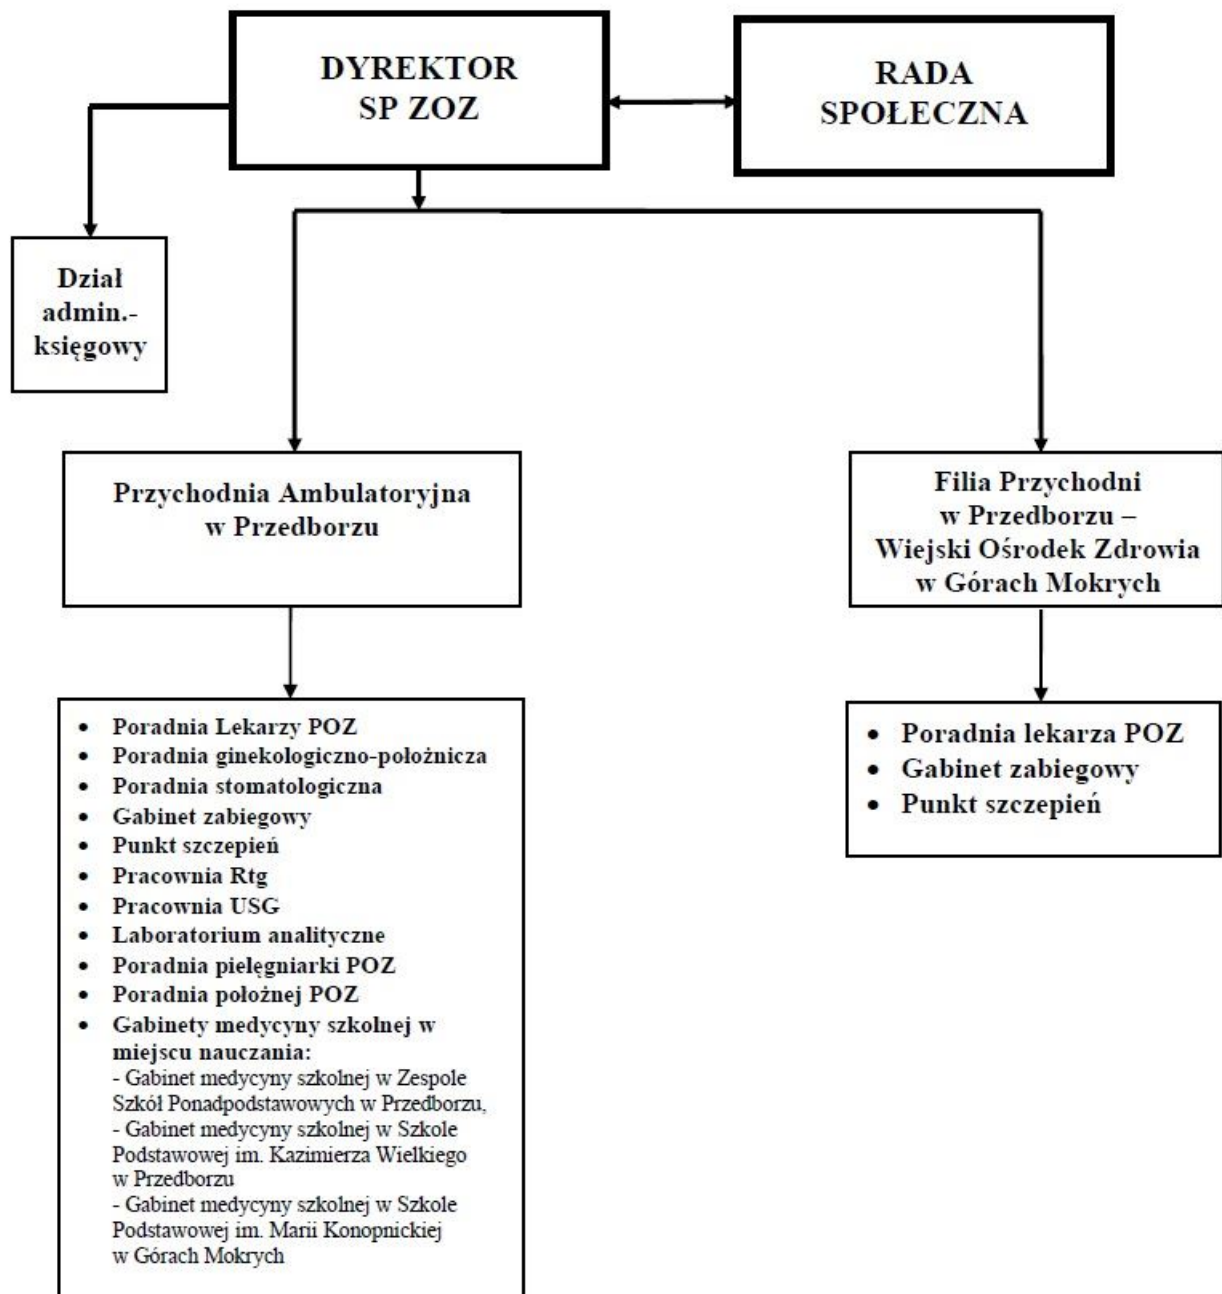 DYREKTOR
SP ZOZ
RADA
SPOŁECZNA
Dział
admin.-
księgowy
Przychodnia Ambulatoryjna
w Przedborzu
Filia Przychodni
w Przedborzu –
Wiejski Ośrodek Zdrowia
w Górach Mokrych
• Poradnia Lekarzy POZ
• Poradnia ginekologiczno-położnicza
• Poradnia stomatologiczna
• Gabinet zabiegowy
• Punkt szczepień
• Pracownia Rtg
• Pracownia USG
• Laboratorium analityczne
• Poradnia pielęgniarki POZ
• Poradnia położnej POZ
• Gabinety medycyny szkolnej w
miejscu nauczania:
- Gabinet medycyny szkolnej w Zespole
Szkół Ponadpodstawowych w Przedborzu,
- Gabinet medycyny szkolnej w Szkole
Podstawowej im. Kazimierza Wielkiego
w Przedborzu
- Gabinet medycyny szkolnej w Szkole
Podstawowej im. Marii Konopnickiej
w Górach Mokrych
• Poradnia lekarza POZ
• Gabinet zabiegowy
• Punkt szczepień